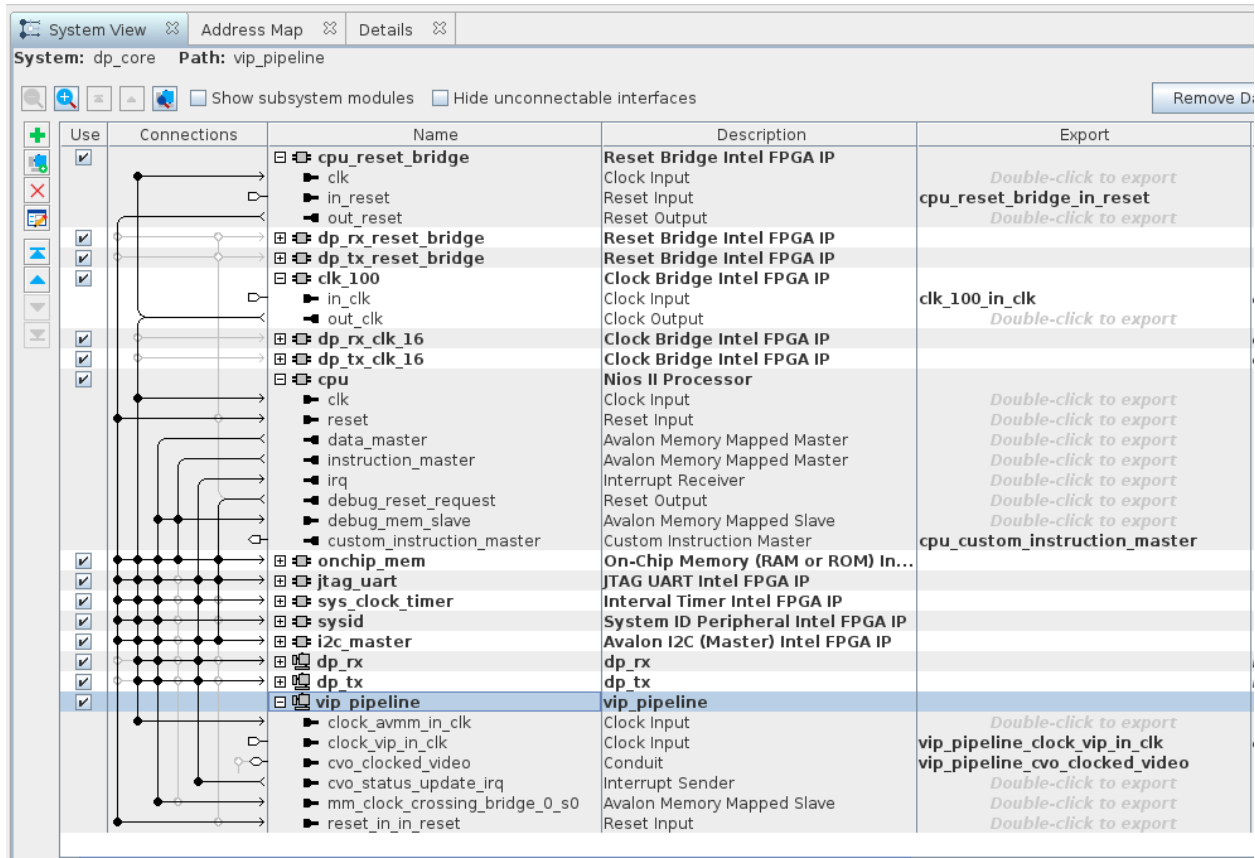 System View Address Map Details
System: dp_core Path: vip_pipeline
Show subsystem modules Hide unconnectable interfaces Remove Da
Use Connections Name Description Export
cpu_reset_bridge Reset Bridge Intel FPGA IP
clk Clock Input Double-click to export
in_reset Reset Input cpu_reset_bridge_in_reset
out_reset Reset Output Double-click to export
dp_rx_reset_bridge Reset Bridge Intel FPGA IP
dp_tx_reset_bridge Reset Bridge Intel FPGA IP
clk_100 Clock Bridge Intel FPGA IP
in_clk Clock Input clk_100_in_clk
out_clk Clock Output Double-click to export
dp_rx_clk_16 Clock Bridge Intel FPGA IP
dp_tx_clk_16 Clock Bridge Intel FPGA IP
cpu Nios II Processor
clk Clock Input Double-click to export
reset Reset Input Double-click to export
data_master Avalon Memory Mapped Master Double-click to export
instruction_master Avalon Memory Mapped Master Double-click to export
irq Interrupt Receiver Double-click to export
debug_reset_request Reset Output Double-click to export
debug_mem_slave Avalon Memory Mapped Slave Double-click to export
custom_instruction_master Custom Instruction Master cpu_custom_instruction_master
onchip_mem On-Chip Memory (RAM or ROM) In...
jtag_uart JTAG UART Intel FPGA IP
sys_clock_timer Interval Timer Intel FPGA IP
sysid System ID Peripheral Intel FPGA IP
i2c_master Avalon I2C (Master) Intel FPGA IP
dp_rx dp_rx
dp_tx dp_tx
vip_pipeline vip_pipeline
clock_avmm_in_clk Clock Input Double-click to export
clock_vip_in_clk Clock Input vip_pipeline_clock_vip_in_clk
cvo_clocked_video Conduit vip_pipeline_cvo_clocked_video
cvo_status_update_irq Interrupt Sender Double-click to export
mm_clock_crossing_bridge_0_s0 Avalon Memory Mapped Slave Double-click to export
reset_in_in_reset Reset Input Double-click to export